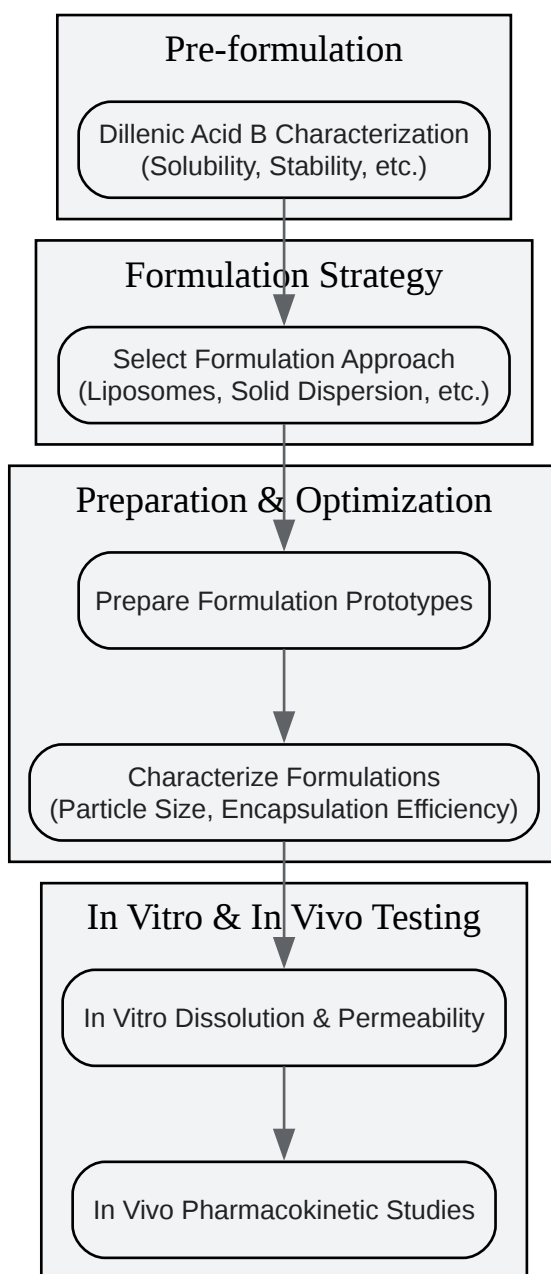 Pre-formulation
Dillenic Acid B Characterization
(Solubility, Stability, etc.)
Formulation Strategy
Select Formulation Approach
(Liposomes, Solid Dispersion, etc.)
Preparation & Optimization
Prepare Formulation Prototypes
Characterize Formulations
(Particle Size, Encapsulation Efficiency)
In Vitro & In Vivo Testing
In Vitro Dissolution & Permeability
In Vivo Pharmacokinetic Studies